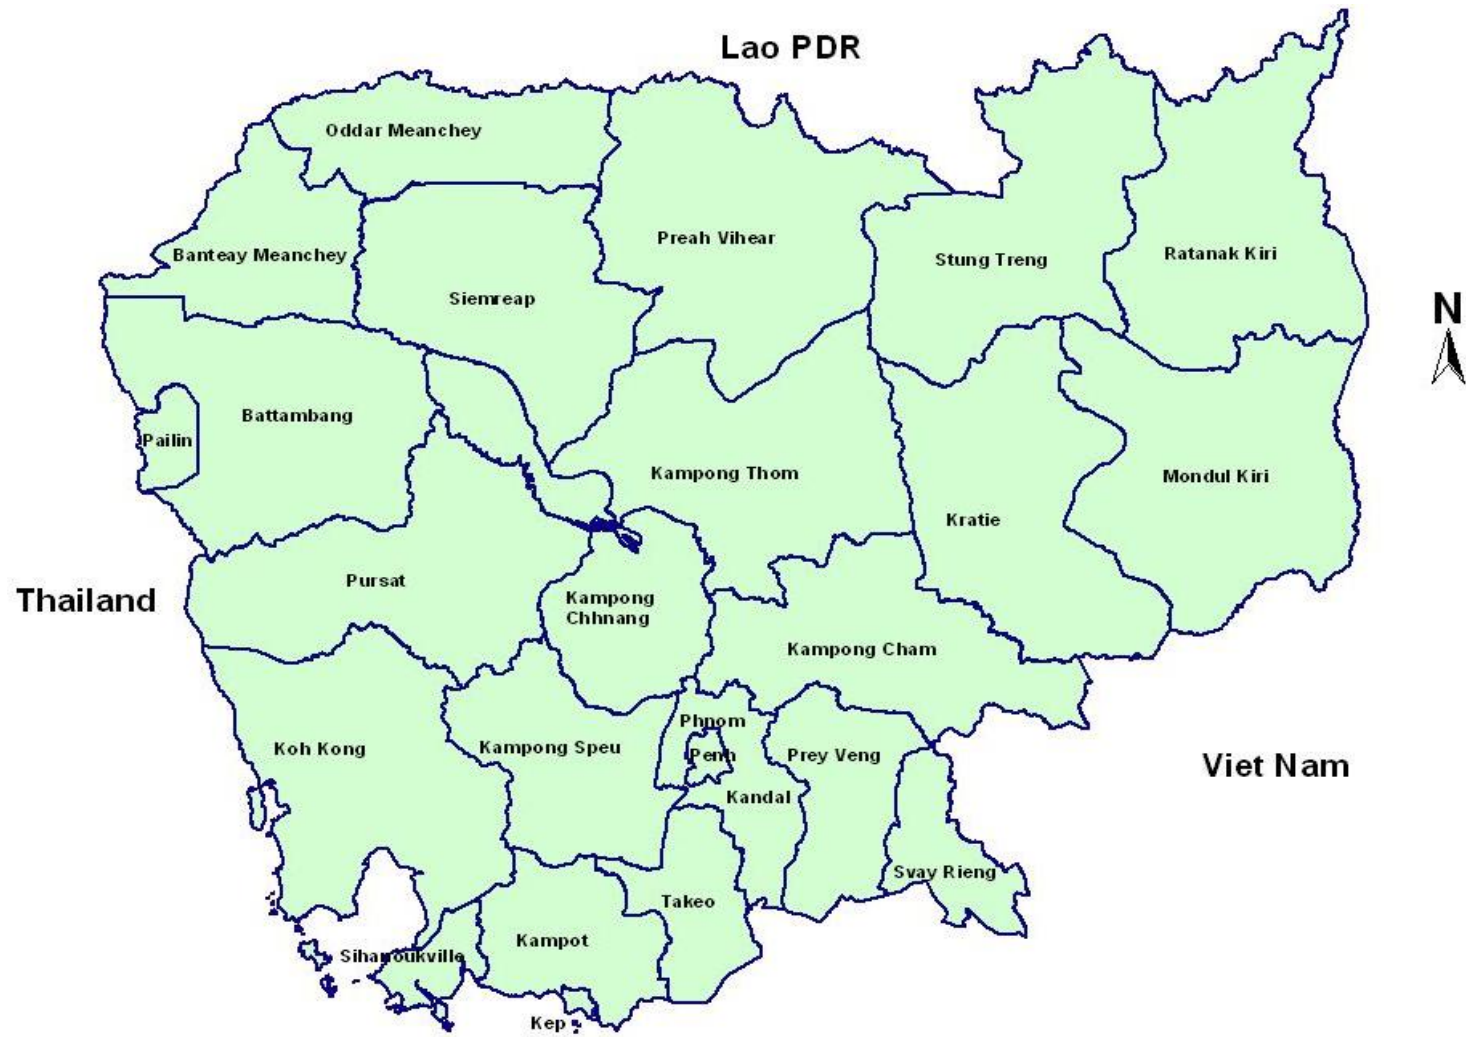 Lao PDR
Oddar Meanchey
Preah Vihear
Banteay Meanchey
Stung Treng
Ratanak Kiri
Siemreap
N
Battambang
Pailin
Kampong Thom
Mondul Kiri
Kratie
Pursat
Thailand
Kampong
Chhnang
Kampong Cham
Phnom
Penh
Koh Kong
Kampong Speu
Prey Veng
Viet Nam
Kandal
Svay Rieng
Takeo
Kampot
Sihanoukville
Kep